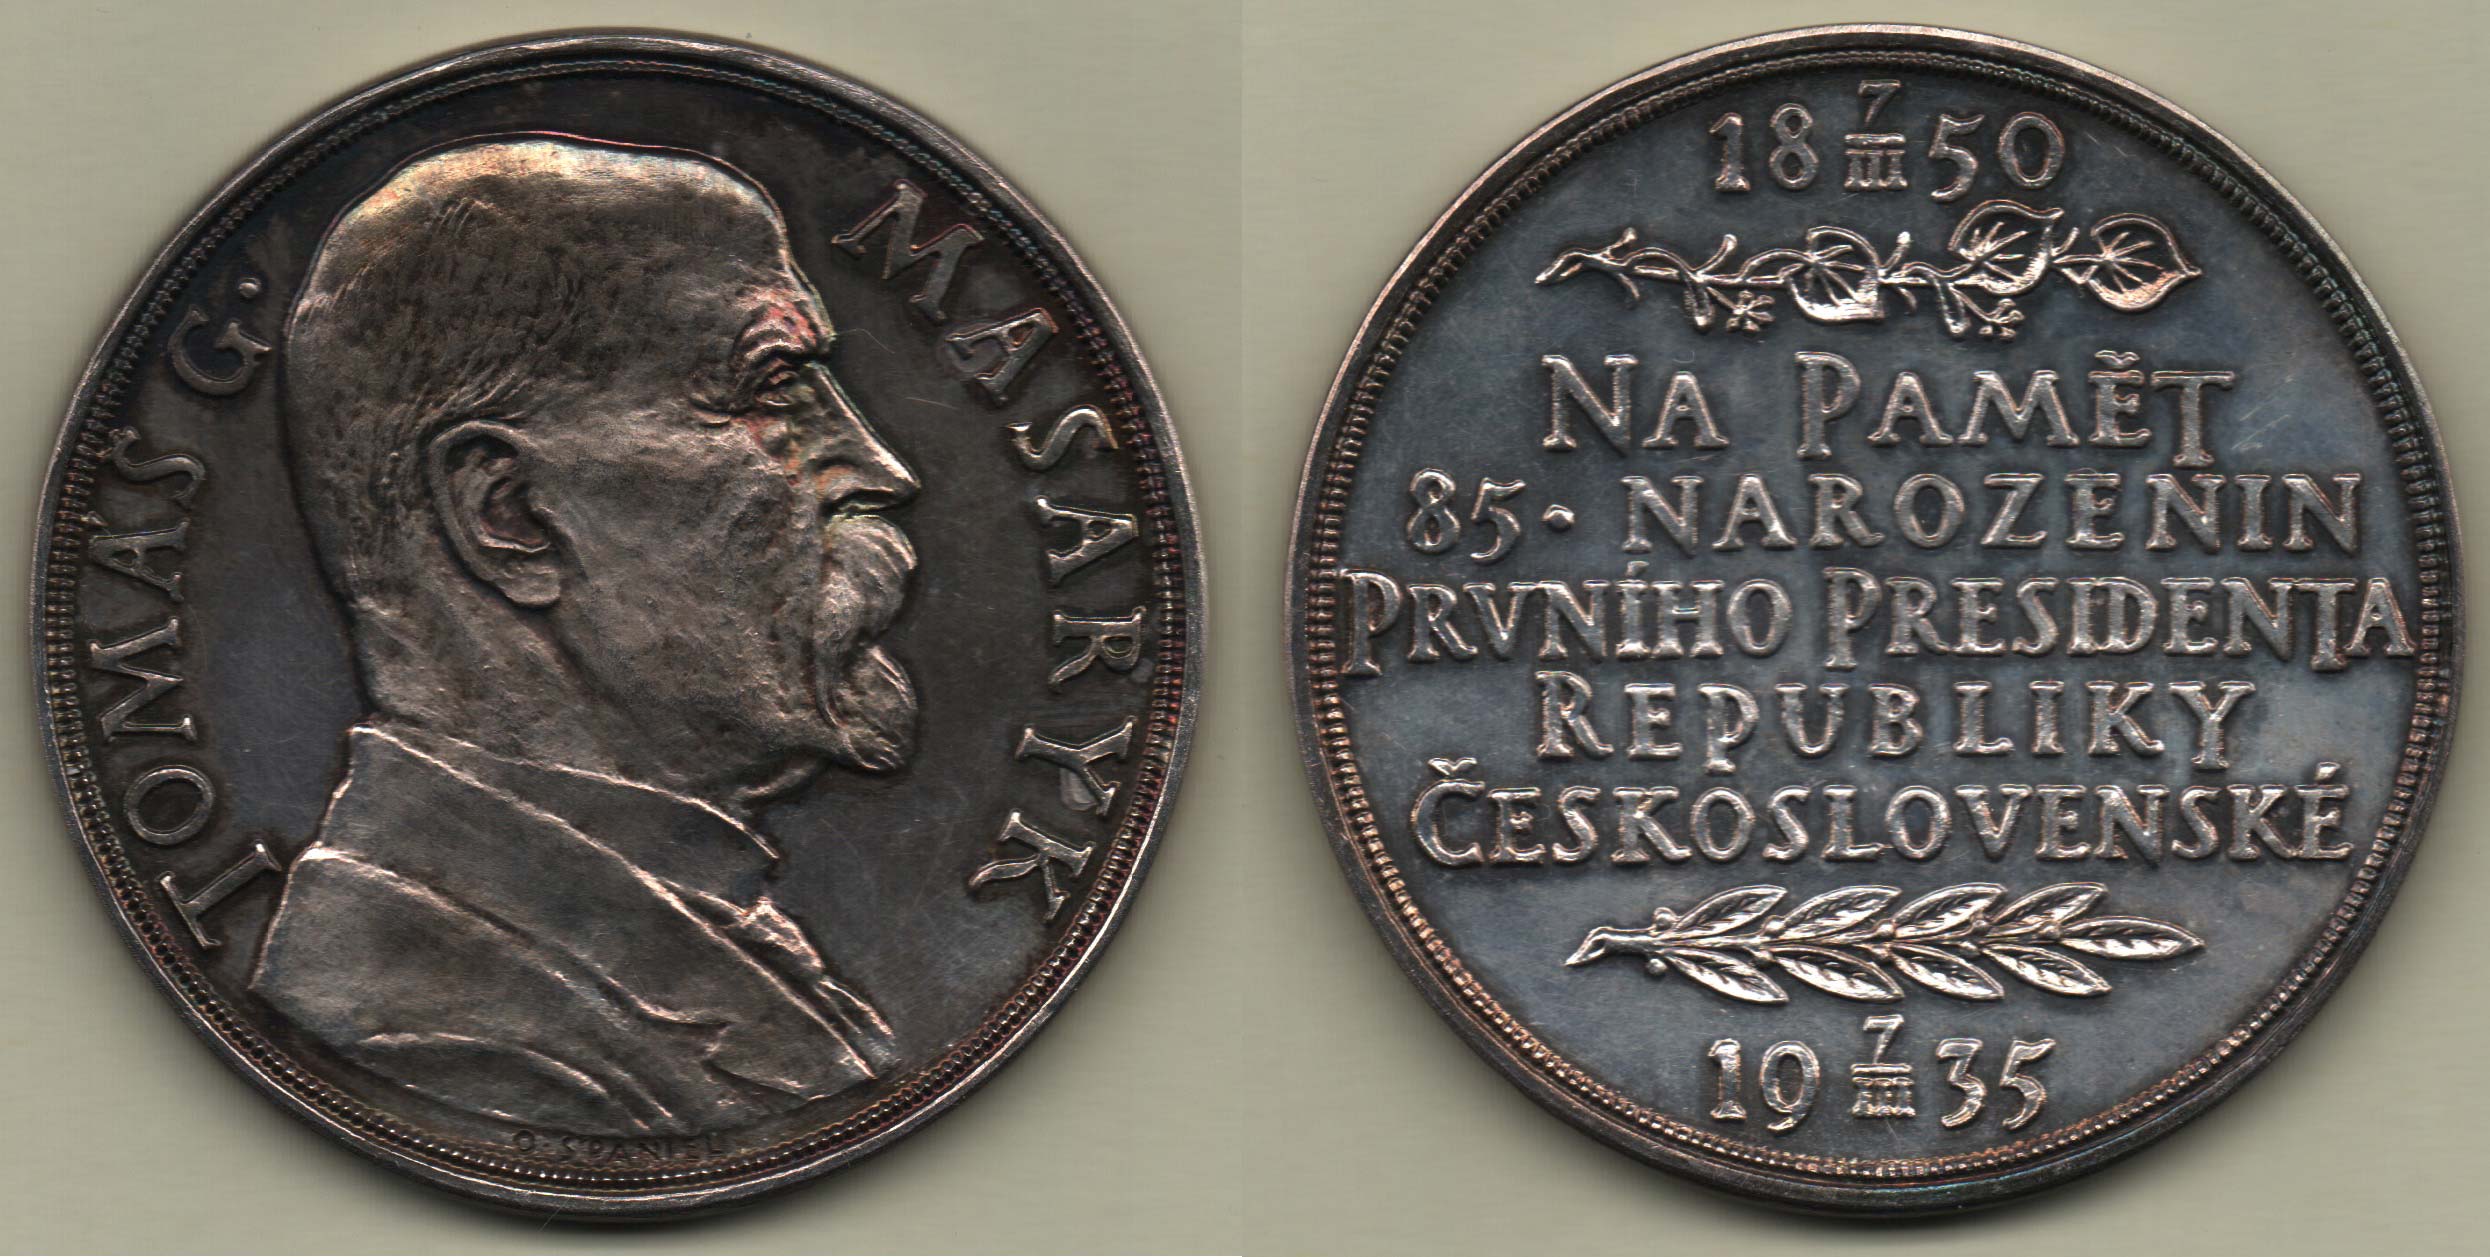 TOMÁŠ G· MASARYK
O·ŠPANIEL
18 7/III 50
NA PAMĚT
85· NAROZENIN
PRVNÍHO PRESIDENTA
REPUBLIKY
ČESKOSLOVENSKÉ
19 7/III 35